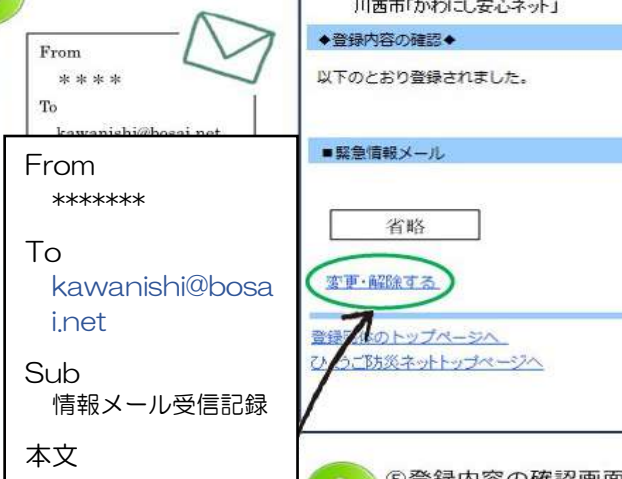 From
****
To
kawanishi@bosai.net
From
*******
To
kawanishi@bosa
i.net
Sub
情報メール受信記録
本文
川西市「かわにし安心ネット」
◆登録内容の確認◆
以下のとおり登録されました。
■緊急情報メール
省略
変更・解除する
登録団体のトップページへ
ひょうご防災ネットトップページへ
⑤登録内容の確認画面